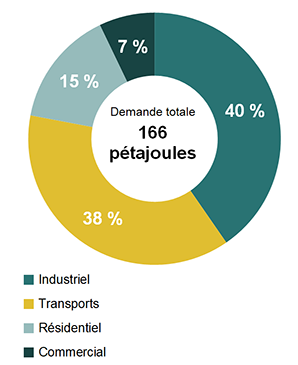 7 %
15 %
40 %
Demande totale
166
pétajoules
38 %
Industriel
Transports
Résidentiel
Commercial